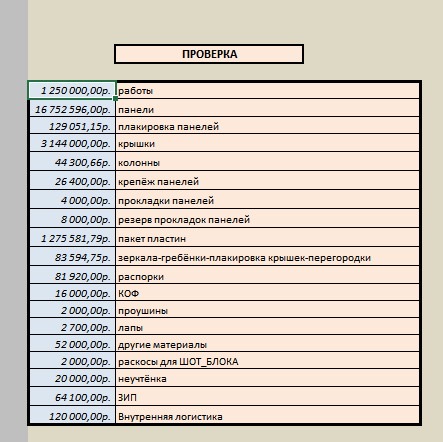 ПРОВЕРКА
1 250 000,00р. работы
16 752 596,00р. панели
129 051,15р. плакировка панелей
3 144 000,00р. крышки
44 300,66р. колонны
26 400,00р. крепёж панелей
4 000,00р. прокладки панелей
8 000,00р. резерв прокладок панелей
1 275 581,79р. пакет пластин
83 594,75р. зеркала-гребёнки-плакировка крышек-перегородки
81 920,00р. распорки
16 000,00р. КОФ
2 000,00р. проушины
2 700,00р. лапы
52 000,00р. другие материалы
2 000,00р. раскосы для ШОТ_БЛОКА
20 000,00р. неучтёнка
64 100,00р. ЗИП
120 000,00р. Внутренняя логистика